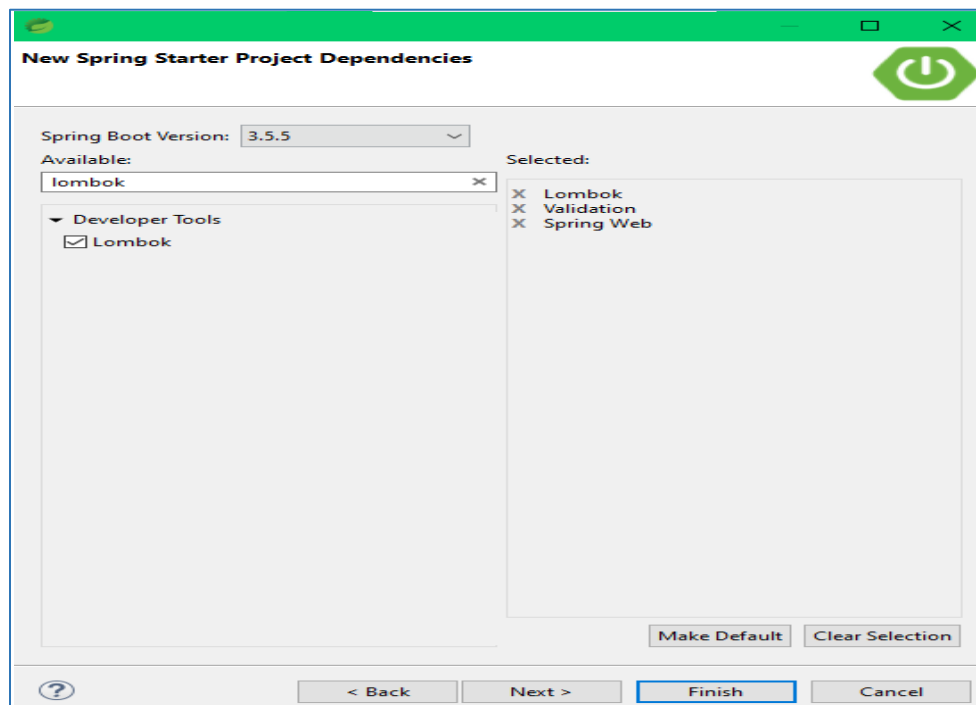 New Spring Starter Project Dependencies
Spring Boot Version: 3.5.5
Available:
Selected:
lombok
Developer Tools
Lombok
Lombok
Validation
Spring Web
Make Default
Clear Selection
?
< Back
Next >
Finish
Cancel